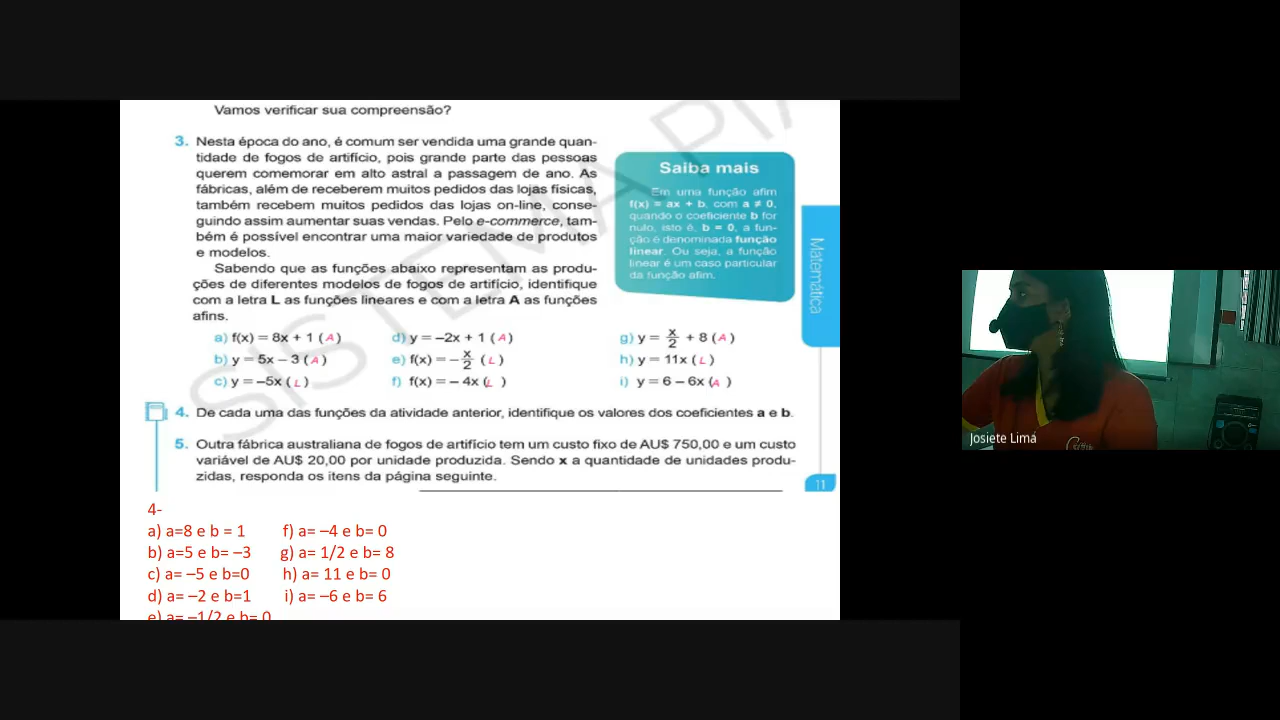 Vamos verificar sua compreensão?
3. Nesta época do ano, é comum ser vendida uma grande quan-
tidade de fogos de artifício, pois grande parte das pessoas
querem comemorar em alto astral a passagem de ano. As
fábricas, além de receberem muitos pedidos das lojas físicas,
também recebem muitos pedidos das lojas on-line, conse-
guindo assim aumentar suas vendas. Pelo e-commerce, tam-
bém é possível encontrar uma maior variedade de produtos
e modelos.
Sabendo que as funções abaixo representam as produ-
ções de diferentes modelos de fogos de artifício, identifique
com a letra L as funções lineares e com a letra A as funções
afins.
Saiba mais
Em uma função afim
f(x) = ax + b, com a ≠ 0,
quando o coeficiente b for
nulo, isto é, b = 0, a fun-
ção é denominada função
linear. Ou seja, a função
linear é um caso particular
da função afim.
Matemática
a) f(x) = 8x + 1 (A) d) y = –2x + 1 (A) g) y = x/2 + 8 (A)
b) y = 5x – 3 (A) e) f(x) = – x/2 (L) h) y = 11x (L)
c) y = –5x (L) f) f(x) = – 4x (L) i) y = 6 – 6x (A)
4. De cada uma das funções da atividade anterior, identifique os valores dos coeficientes a e b.
5. Outra fábrica australiana de fogos de artifício tem um custo fixo de AU$ 750,00 e um custo
variável de AU$ 20,00 por unidade produzida. Sendo x a quantidade de unidades produ-
zidas, responda os itens da página seguinte.
11
4-
a) a=8 e b = 1 f) a= –4 e b= 0
b) a=5 e b= –3 g) a= 1/2 e b= 8
c) a= –5 e b=0 h) a= 11 e b= 0
d) a= –2 e b=1 i) a= –6 e b= 6
e) a= –1/2 e b= 0
SISTEMA
Josiete Lima